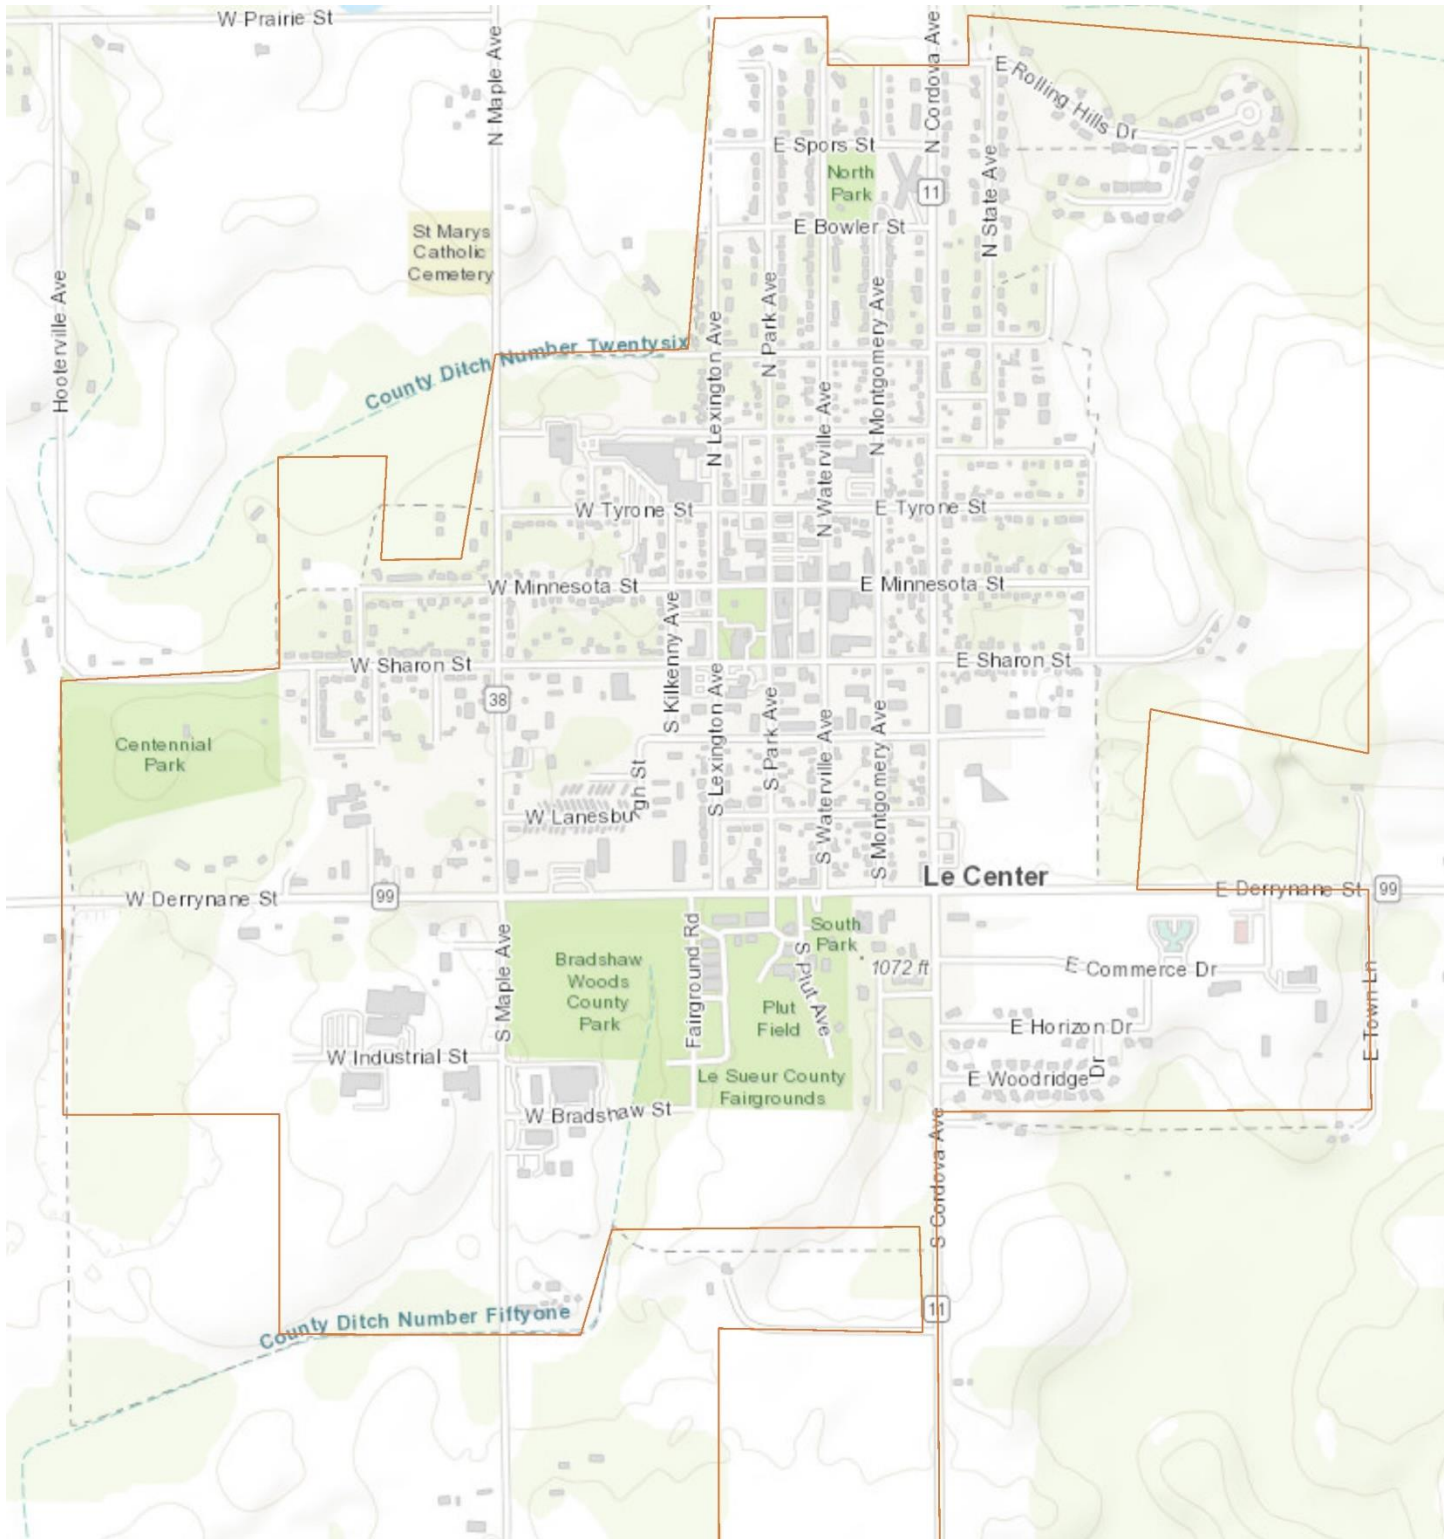 W Prairie St
N Maple Ave
N Cordova Ave
E Rolling Hills Dr
E Spors St
North
Park
11
N State Ave
E Bowler St
St Marys
Catholic
Cemetery
Hooterville Ave
N Park Ave
N Montgomery Ave
N Lexington Ave
County Ditch Number Twentysix
N Waterville Ave
W Tyrone St
E Tyrone St
W Minnesota St
E Minnesota St
S Kilkenny Ave
W Sharon St
E Sharon St
38
S Lexington Ave
S Park Ave
S Waterville Ave
S Montgomery Ave
Centennial
Park
W Lanesbu
gh St
Le Center
W Derrynane St
99
E Derrynane St
99
S Maple Ave
Bradshaw
Woods
County
Park
Fairground Rd
South
Park
S Plut Ave
1072 ft
Plut
Field
E Commerce Dr
E Town Ln
E Horizon Dr
W Industrial St
Le Sueur County
Fairgrounds
E Woodridge
Dr
W Bradshaw St
S Cordova Ave
11
County Ditch Number Fiftyone